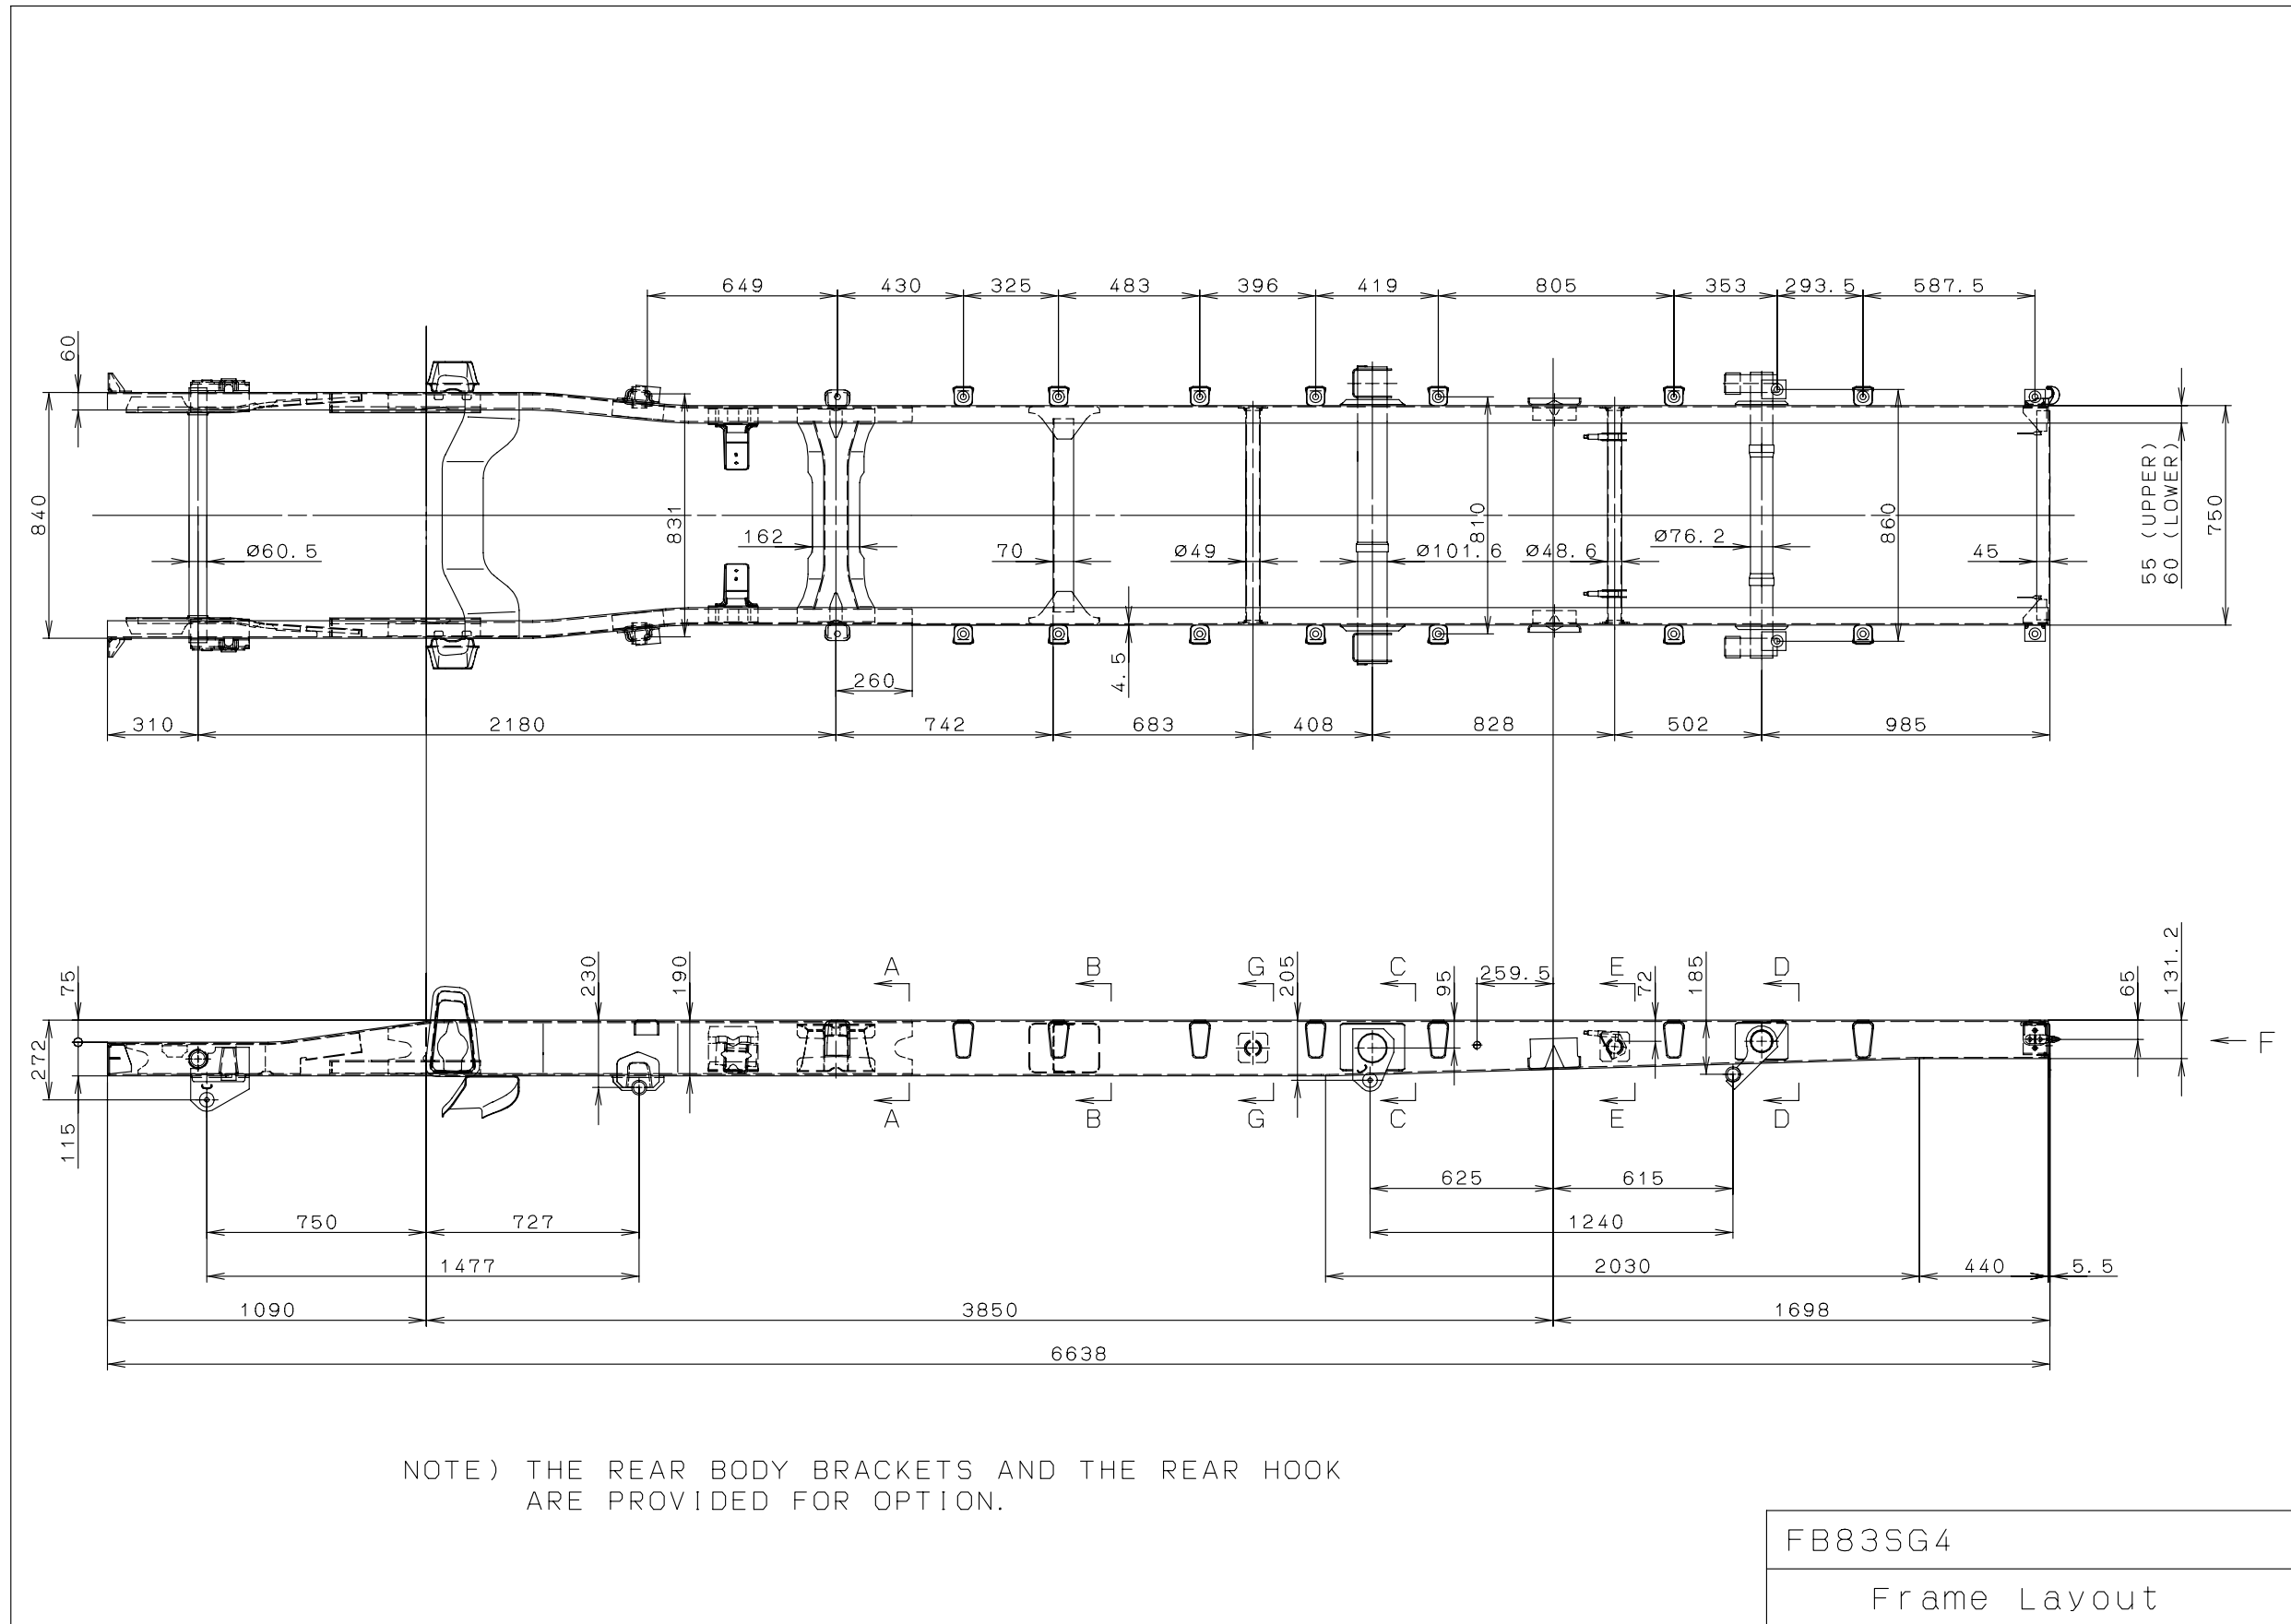 649 430 325 483 396 419 805 353 293.5 587.5
60
840
Ø60.5
831
162
70
Ø49
810
Ø101.6
Ø48.6
Ø76.2
860
45
55 (UPPER)
60 (LOWER)
750
4.5
260
310 2180 742 683 408 828 502 985
75
272
115
230
190
A B G C E D
205
95
259.5
72
185
65
131.2
F
A B G C E D
625 615
750 727
1240
1477
2030 440 5.5
1090 3850 1698
6638
NOTE) THE REAR BODY BRACKETS AND THE REAR HOOK
ARE PROVIDED FOR OPTION.
FB83SG4
Frame Layout